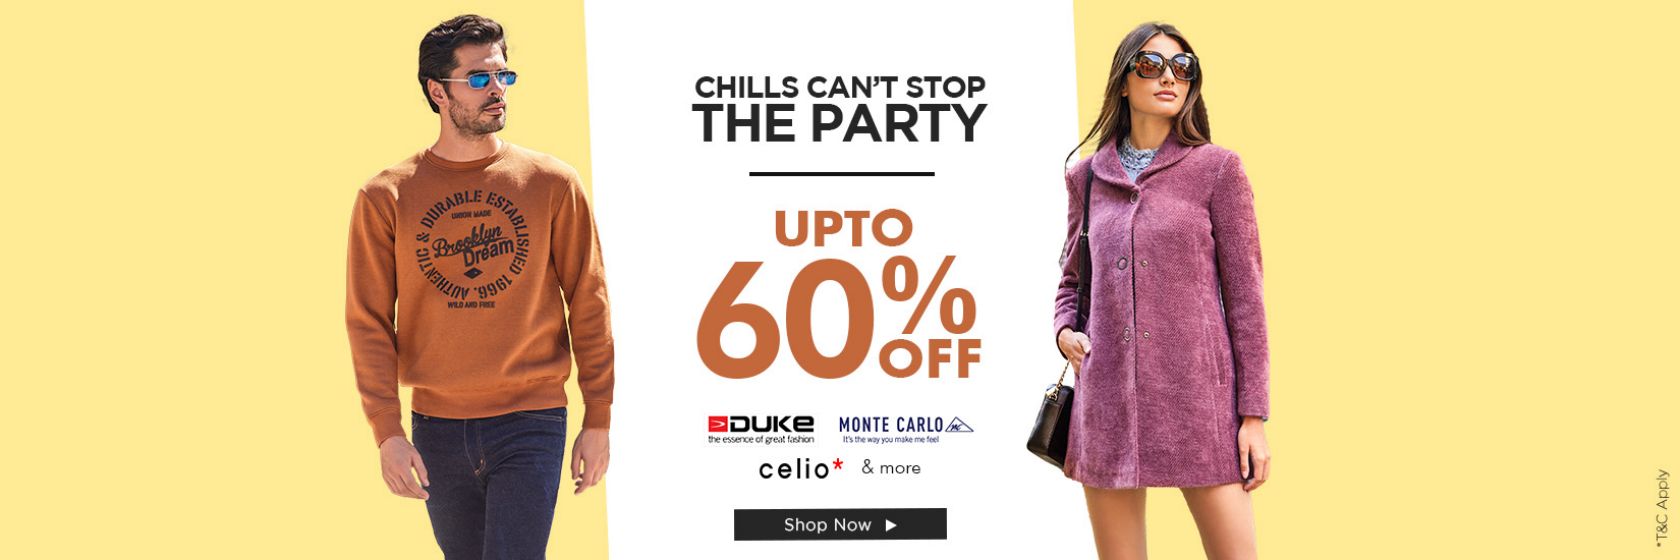 CHILLS CAN'T STOP
THE PARTY
UPTO
60%
OFF
DUKE
the essence of great fashion
MONTE CARLO MC
It's the way you make me feel
celio*
& more
Shop Now
AUTHENTIC & DURABLE ESTABLISHED 1966.
UNION MADE
Brooklyn
Dream
WILD AND FREE
*T&C Apply